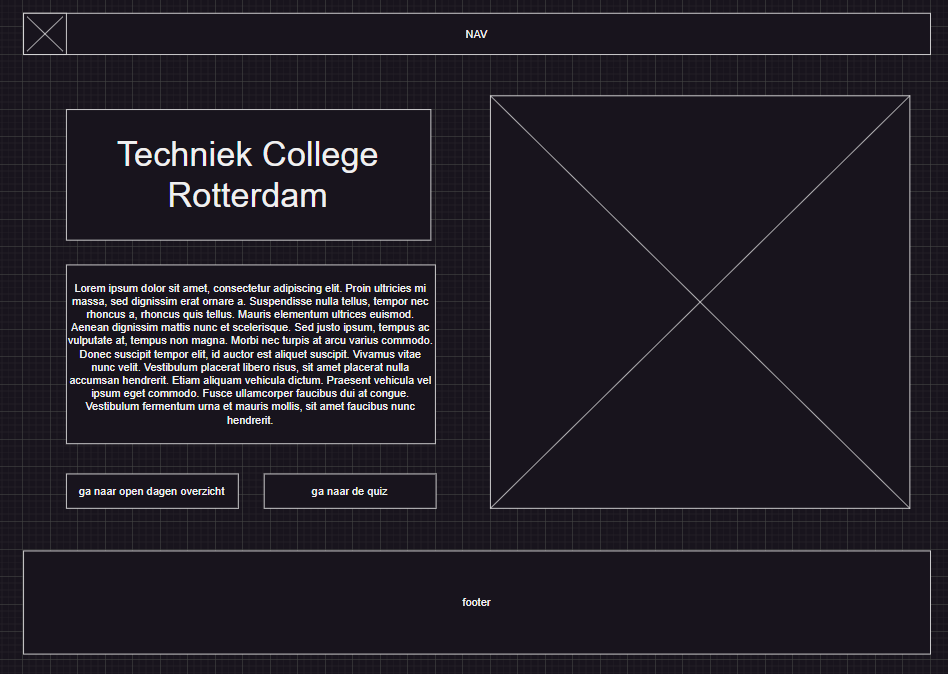 NAV
Techniek College
Rotterdam
Lorem ipsum dolor sit amet, consectetur adipiscing elit. Proin ultricies mi
massa, sed dignissim erat ornare a. Suspendisse nulla tellus, tempor nec
rhoncus a, rhoncus quis tellus. Mauris elementum ultrices euismod.
Aenean dignissim mattis nunc et scelerisque. Sed justo ipsum, tempus ac
vulputate at, tempus non magna. Morbi nec turpis at arcu varius commodo.
Donec suscipit tempor elit, id auctor est aliquet suscipit. Vivamus vitae
nunc velit. Vestibulum placerat libero risus, sit amet placerat nulla
accumsan hendrerit. Etiam aliquam vehicula dictum. Praesent vehicula vel
ipsum eget commodo. Fusce ullamcorper faucibus dui at congue.
Vestibulum fermentum urna et mauris mollis, sit amet faucibus nunc
hendrerit.
ga naar open dagen overzicht
ga naar de quiz
footer